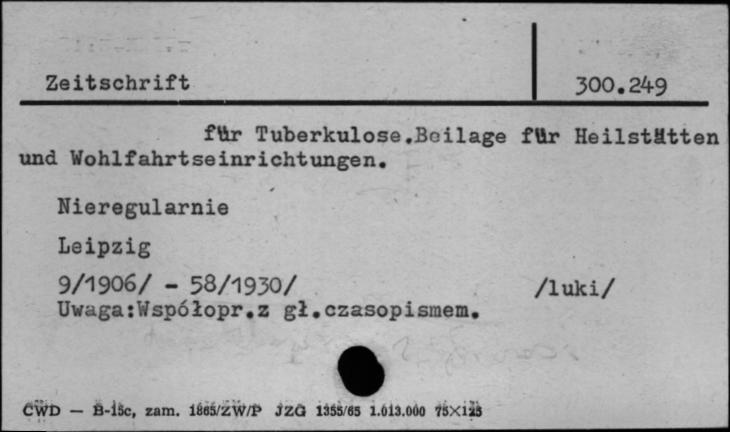 Zeitschrift 300.249
für Tuberkulose.Beilage für Heilstätten
und Wohlfahrtseinrichtungen.
Nieregularnie
Leipzig
9/1906/ - 58/1930/ /luki/
Uwaga:Współopr.z gł.czasopismem.
CWD — B-15c, zam. 1865/ZW/P JZG 1355/65 1.013.000 75×125